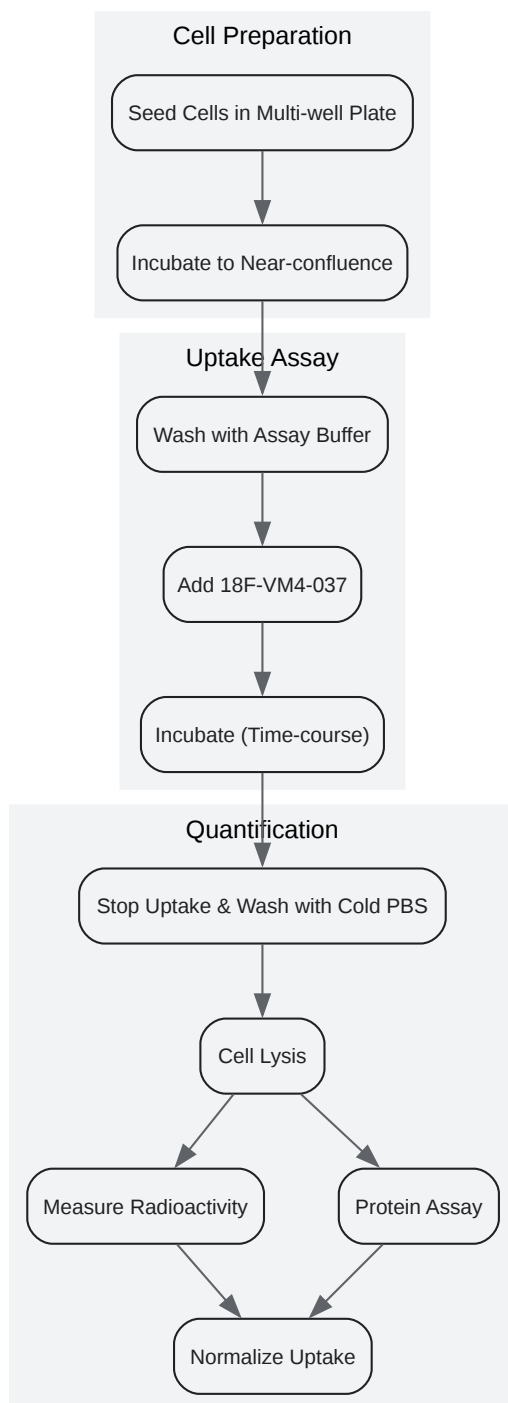 Cell Preparation
Seed Cells in Multi-well Plate
Incubate to Near-confluence
Uptake Assay
Wash with Assay Buffer
Add 18F-VM4-037
Incubate (Time-course)
Quantification
Stop Uptake & Wash with Cold PBS
Cell Lysis
Measure Radioactivity
Protein Assay
Normalize Uptake